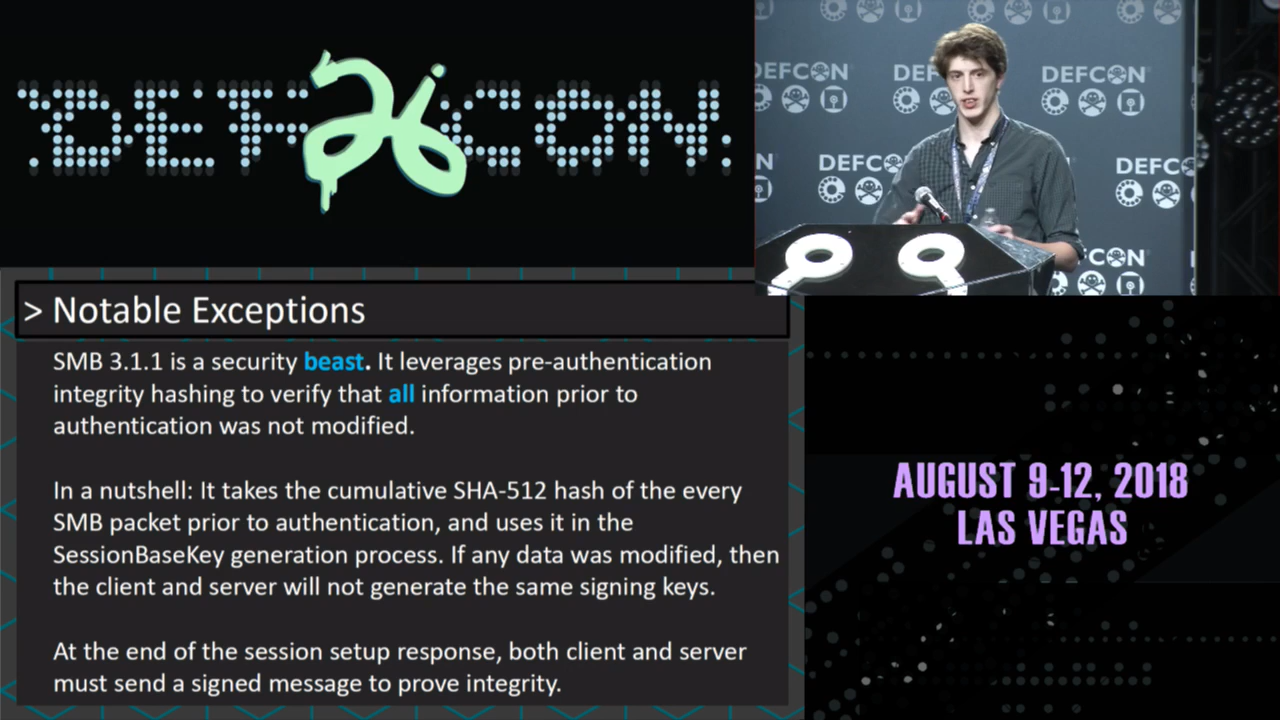 DEF CON
26
DEFCON
DEF
DEFCON
DEFCO
DEFCON
N
FCON
> Notable Exceptions
SMB 3.1.1 is a security beast. It leverages pre-authentication
integrity hashing to verify that all information prior to
authentication was not modified.
In a nutshell: It takes the cumulative SHA-512 hash of the every
SMB packet prior to authentication, and uses it in the
SessionBaseKey generation process. If any data was modified, then
the client and server will not generate the same signing keys.
At the end of the session setup response, both client and server
must send a signed message to prove integrity.
AUGUST 9-12, 2018
LAS VEGAS